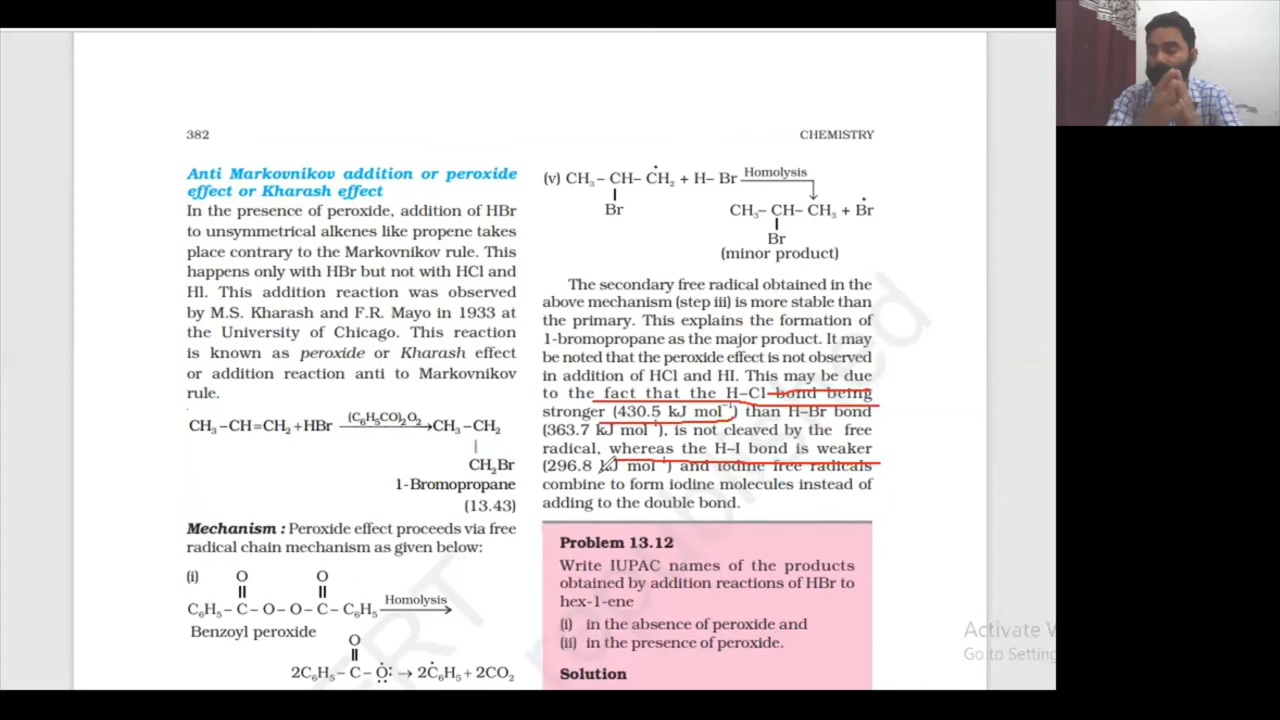 382
CHEMISTRY
Anti Markovnikov addition or peroxide
effect or Kharash effect
In the presence of peroxide, addition of HBr
to unsymmetrical alkenes like propene takes
place contrary to the Markovnikov rule. This
happens only with HBr but not with HCl and
HI. This addition reaction was observed
by M.S. Kharash and F.R. Mayo in 1933 at
the University of Chicago. This reaction
is known as peroxide or Kharash effect
or addition reaction anti to Markovnikov
rule.
CH₃ –CH=CH₂ +HBr (C₆H₅CO)₂O₂ →CH₃ –CH₂
|
CH₂Br
1-Bromopropane
(13.43)
Mechanism : Peroxide effect proceeds via free
radical chain mechanism as given below:
(i) O O
|| ||
C₆H₅– C –O– O– C– C₆H₅ Homolysis →
Benzoyl peroxide
O
||
2C₆H₅– C – Ȯ: → 2Ċ₆H₅ + 2CO₂
(v) CH₃ – CH– ĊH₂ + H– Br Homolysis
|
Br
CH₃– CH– CH₃ + Ḃr
|
Br
(minor product)
The secondary free radical obtained in the
above mechanism (step iii) is more stable than
the primary. This explains the formation of
1-bromopropane as the major product. It may
be noted that the peroxide effect is not observed
in addition of HCl and HI. This may be due
to the fact that the H–Cl bond being
stronger (430.5 kJ mol⁻¹) than H–Br bond
(363.7 kJ mol⁻¹), is not cleaved by the free
radical, whereas the H–I bond is weaker
(296.8 kJ mol⁻¹) and iodine free radicals
combine to form iodine molecules instead of
adding to the double bond.
Problem 13.12
Write IUPAC names of the products
obtained by addition reactions of HBr to
hex-1-ene
(i) in the absence of peroxide and
(ii) in the presence of peroxide.
Solution
Activate W
Go to Setting